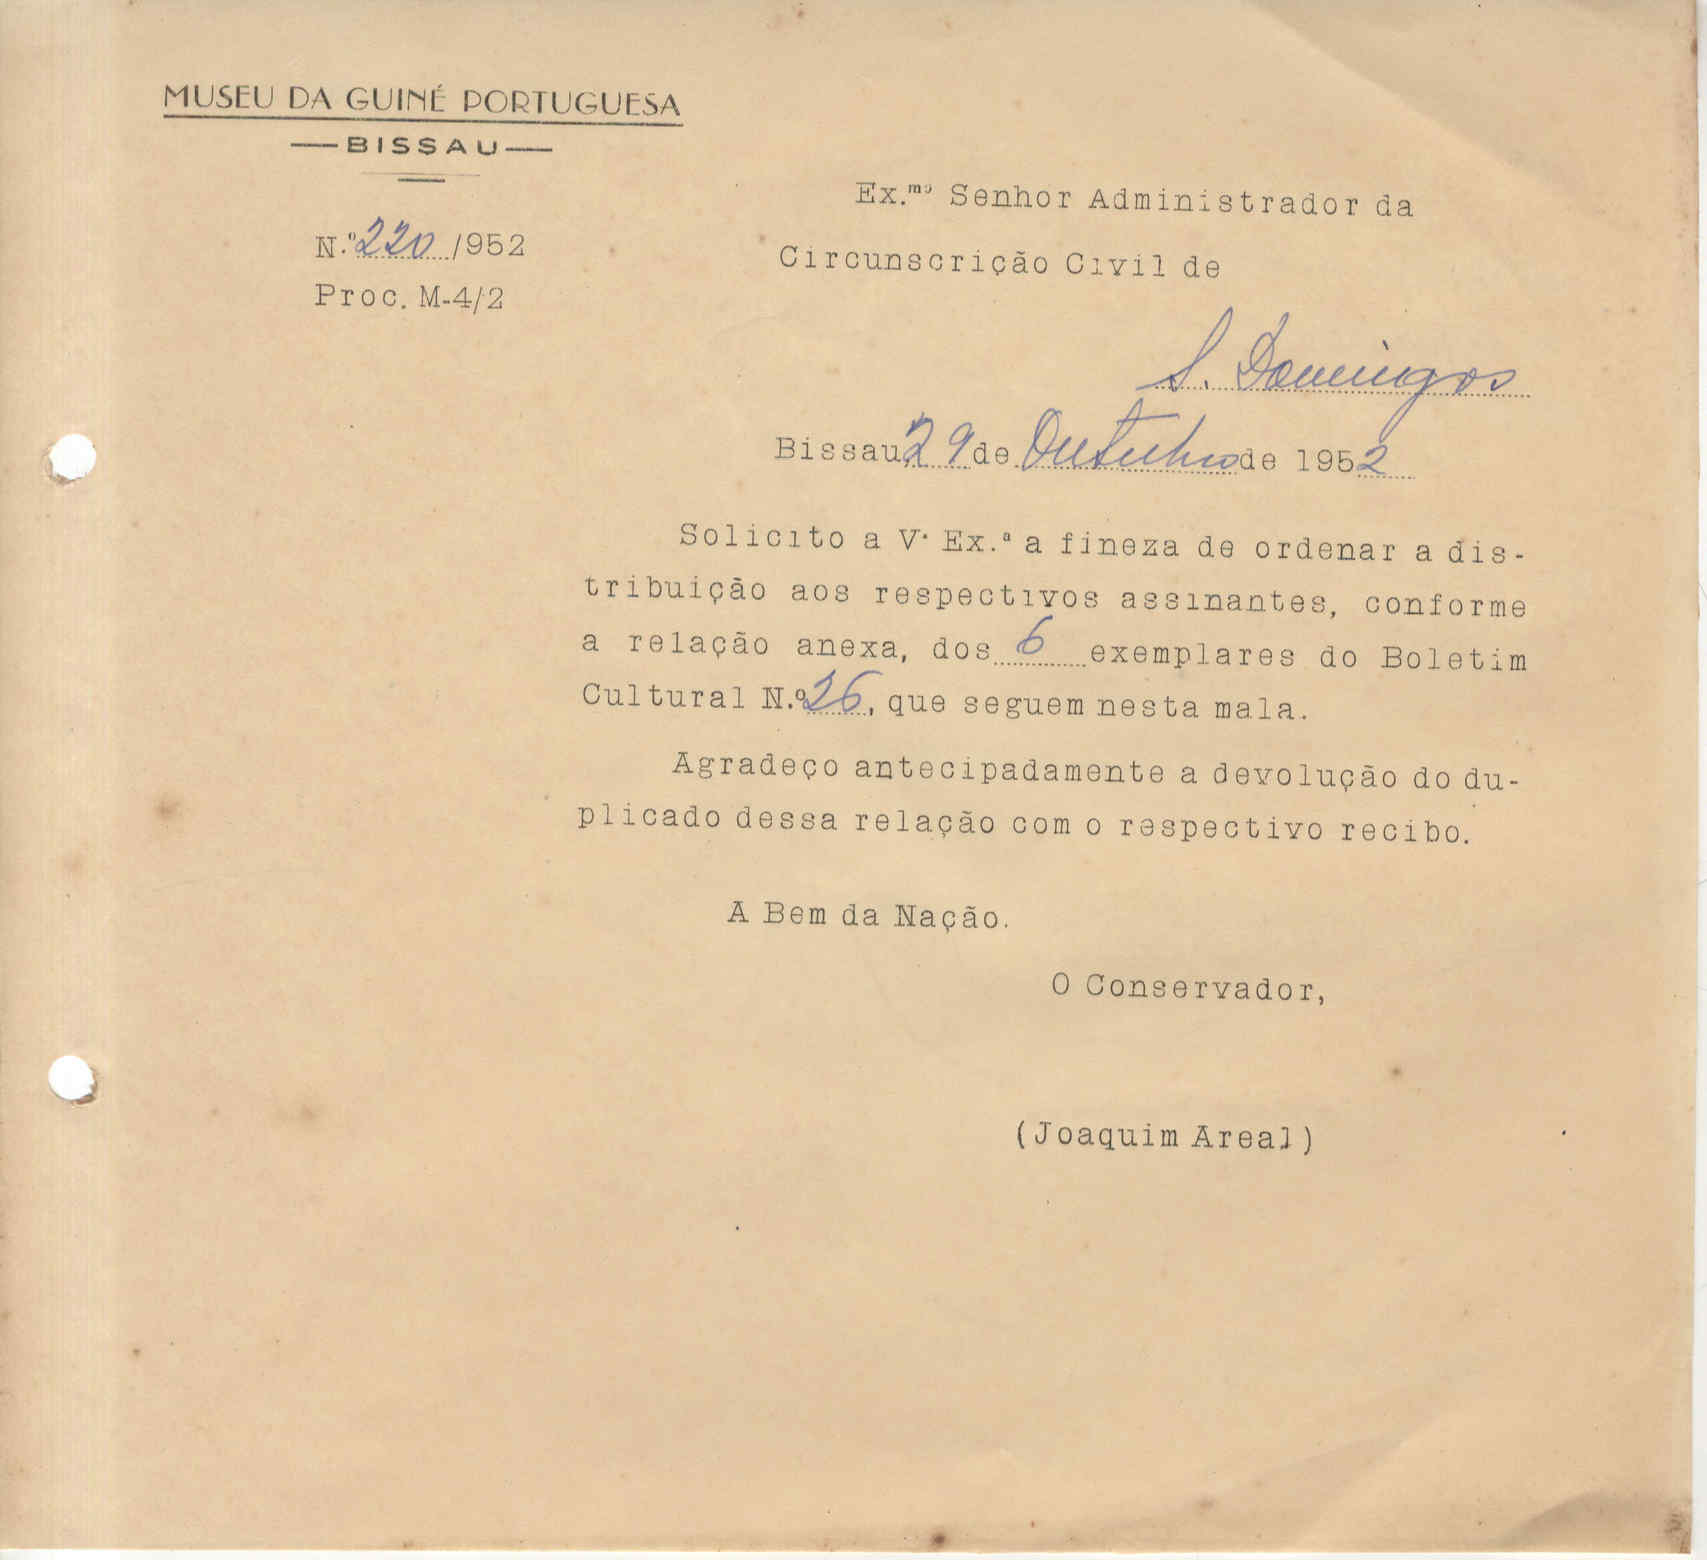 MUSEU DA GUINÉ PORTUGUESA
BISSAU
N.º 220 /952
Proc. M-4/2
Ex.mo Senhor Administrador da
Circunscrição Civil de
S. Domingos
Bissau, 29 de Outubro de 1952
Solicito a V. Ex.ª a fineza de ordenar a dis-
tribuição aos respectivos assinantes, conforme
a relação anexa, dos 6 exemplares do Boletim
Cultural N.º 26, que seguem nesta mala.
Agradeço antecipadamente a devolução do du-
plicado dessa relação com o respectivo recibo.
A Bem da Nação.
O Conservador,
(Joaquim Areal)